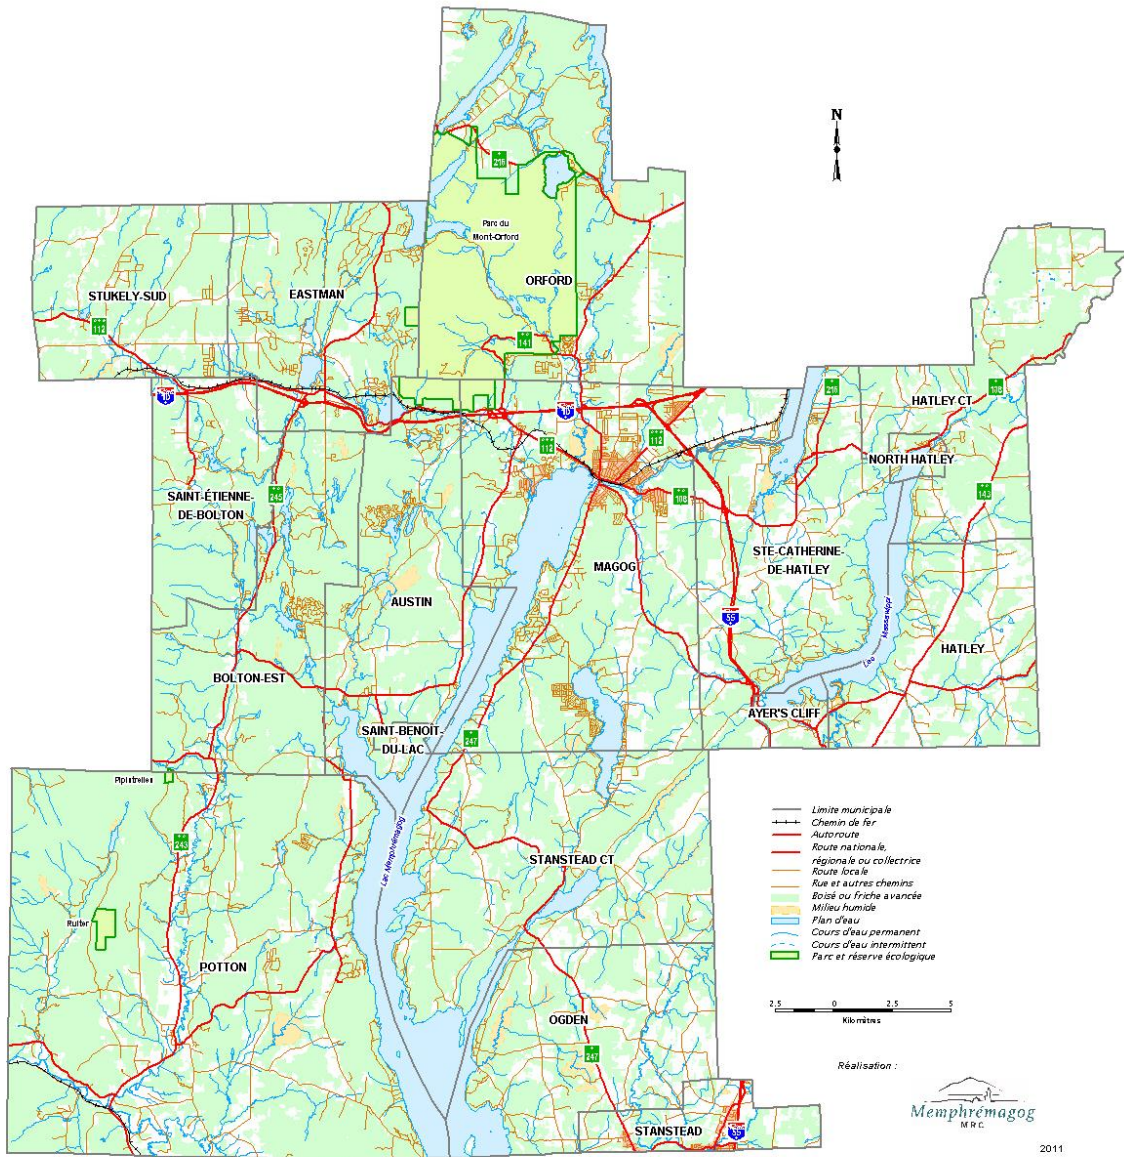 N
216
Parc du
Mont-Orford
ORFORD
STUKELY-SUD
EASTMAN
112
141
10
10
216
HATLEY CT
108
112
112
NORTH HATLEY
108
143
SAINT-ÉTIENNE-
DE-BOLTON
245
STE-CATHERINE-
DE-HATLEY
MAGOG
AUSTIN
55
Lac Massawippi
HATLEY
BOLTON-EST
AYER'S CLIFF
SAINT-BENOÎT-
DU-LAC
247
Pipistrelles
243
Lac Memphrémagog
STANSTEAD CT
Ruiter
POTTON
OGDEN
247
STANSTEAD
55
Limite municipale
Chemin de fer
Autoroute
Route nationale,
régionale ou collectrice
Route locale
Rue et autres chemins
Boisé ou friche avancée
Milieu humide
Plan d'eau
Cours d'eau permanent
Cours d'eau intermittent
Parc et réserve écologique
2.5 0 2.5 5
Kilomètres
Réalisation :
Memphrémagog
MRC
2011